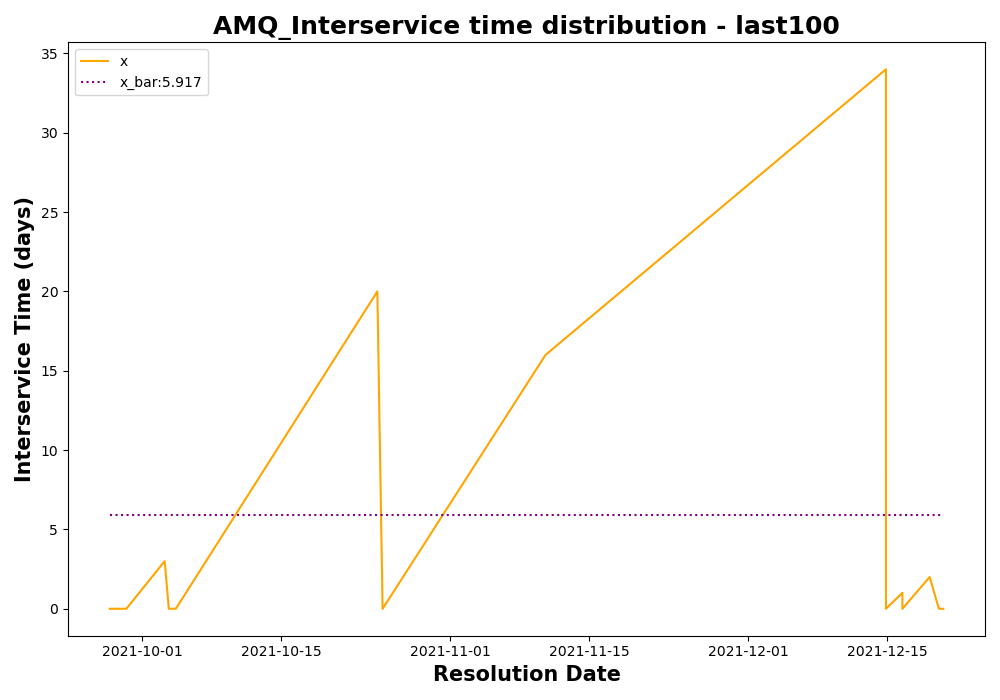 AMQ_Interservice time distribution - last100
x
x_bar:5.917
Interservice Time (days)
35
30
25
20
15
10
5
0
2021-10-01
2021-10-15
2021-11-01
2021-11-15
2021-12-01
2021-12-15
Resolution Date